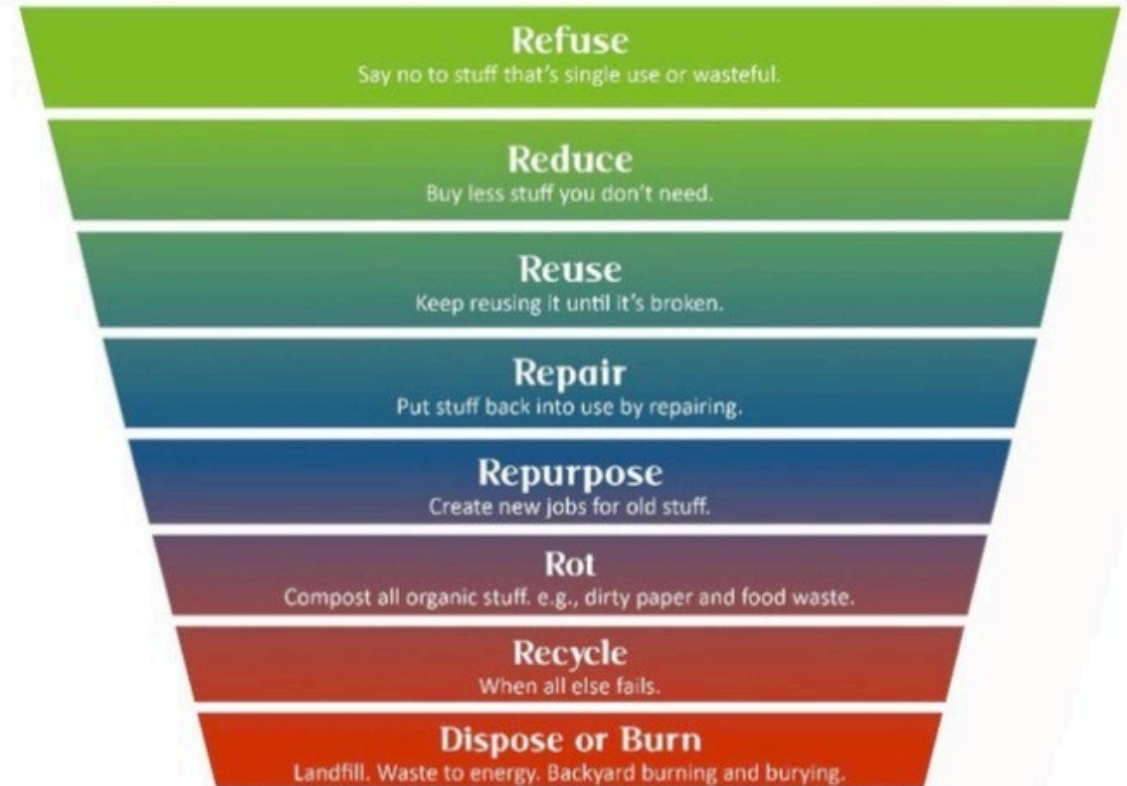 Refuse
Say no to stuff that's single use or wasteful.
Reduce
Buy less stuff you don't need.
Reuse
Keep reusing it until it's broken.
Repair
Put stuff back into use by repairing.
Repurpose
Create new jobs for old stuff.
Rot
Compost all organic stuff. e.g., dirty paper and food waste.
Recycle
When all else fails.
Dispose or Burn
Landfill. Waste to energy. Backyard burning and burying.